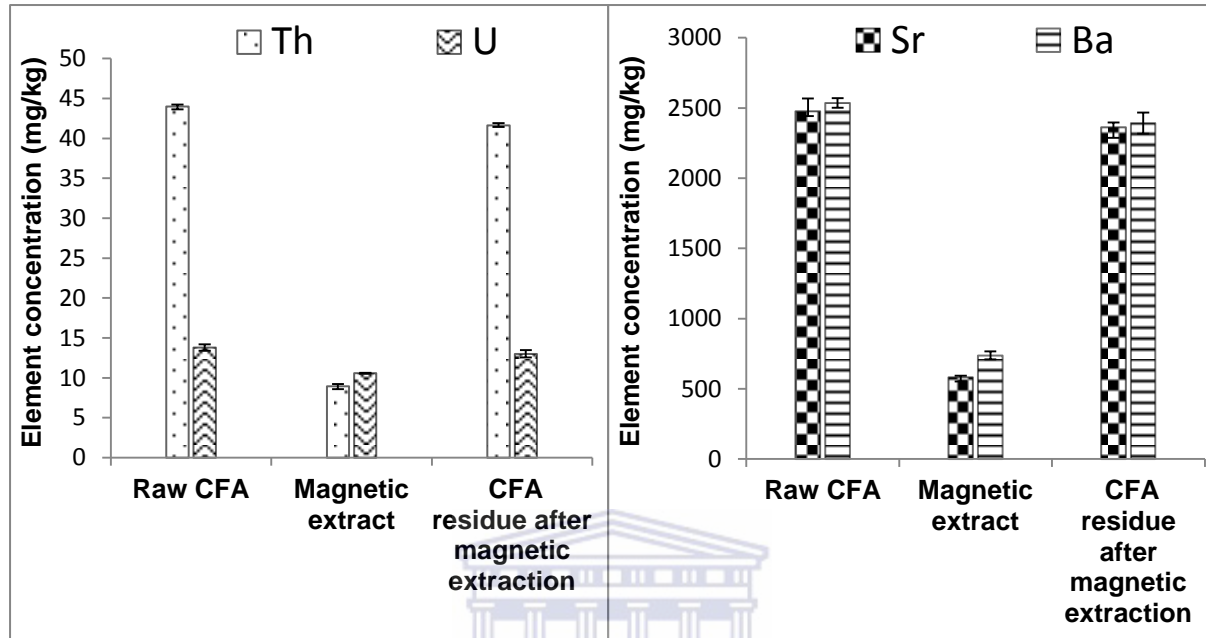 Th U
Element concentration (mg/kg)
50
45
40
35
30
25
20
15
10
5
0
Raw CFA
Magnetic
extract
CFA
residue after
magnetic
extraction
Sr Ba
Element concentration (mg/kg)
3000
2500
2000
1500
1000
500
0
Raw CFA
Magnetic
extract
CFA
residue
after
magnetic
extraction